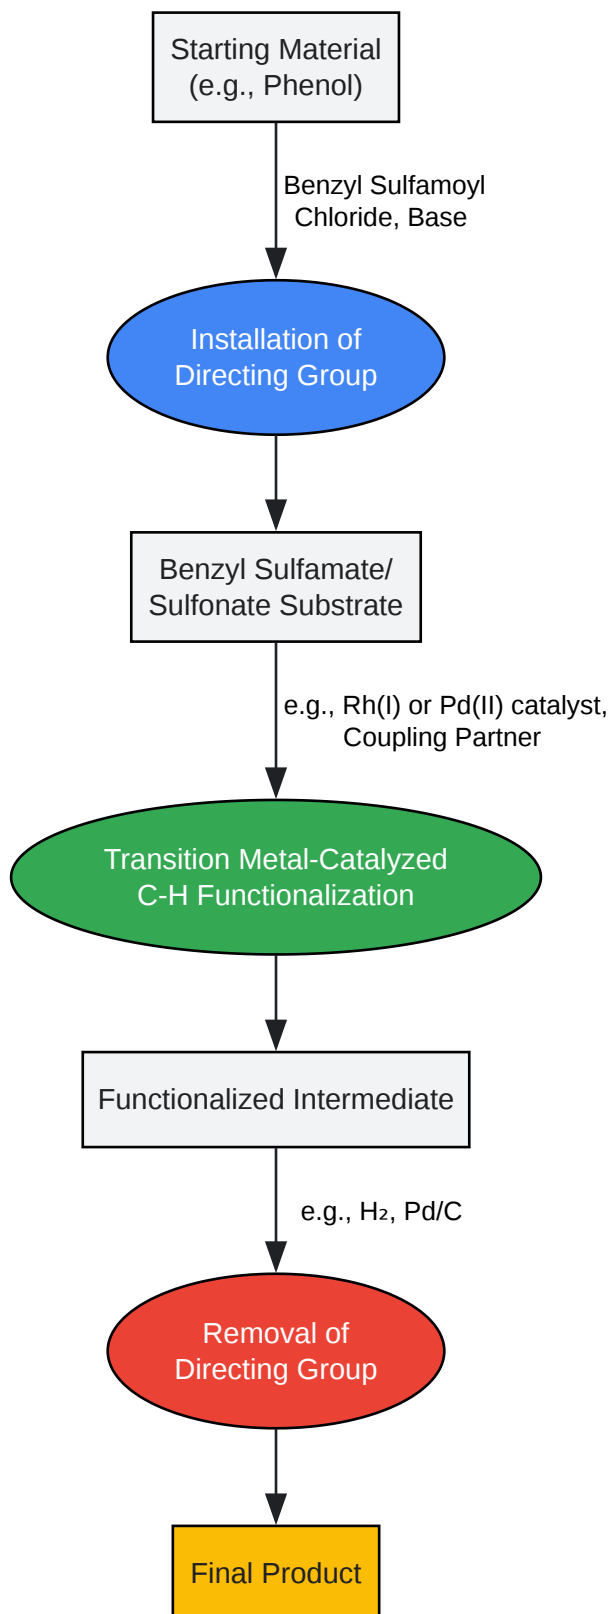 Starting Material
(e.g., Phenol)
Benzyl Sulfamoyl
Chloride, Base
Installation of
Directing Group
Benzyl Sulfamate/
Sulfonate Substrate
e.g., Rh(I) or Pd(II) catalyst,
Coupling Partner
Transition Metal-Catalyzed
C-H Functionalization
Functionalized Intermediate
e.g., H₂, Pd/C
Removal of
Directing Group
Final Product